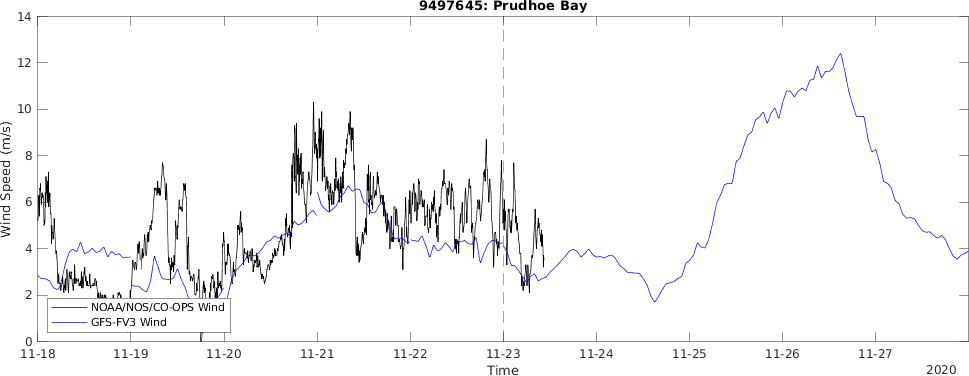 9497645: Prudhoe Bay
14
12
10
8
6
4
2
0
Wind Speed (m/s)
NOAA/NOS/CO-OPS Wind
GFS-FV3 Wind
11-18 11-19 11-20 11-21 11-22 11-23 11-24 11-25 11-26 11-27
Time
2020